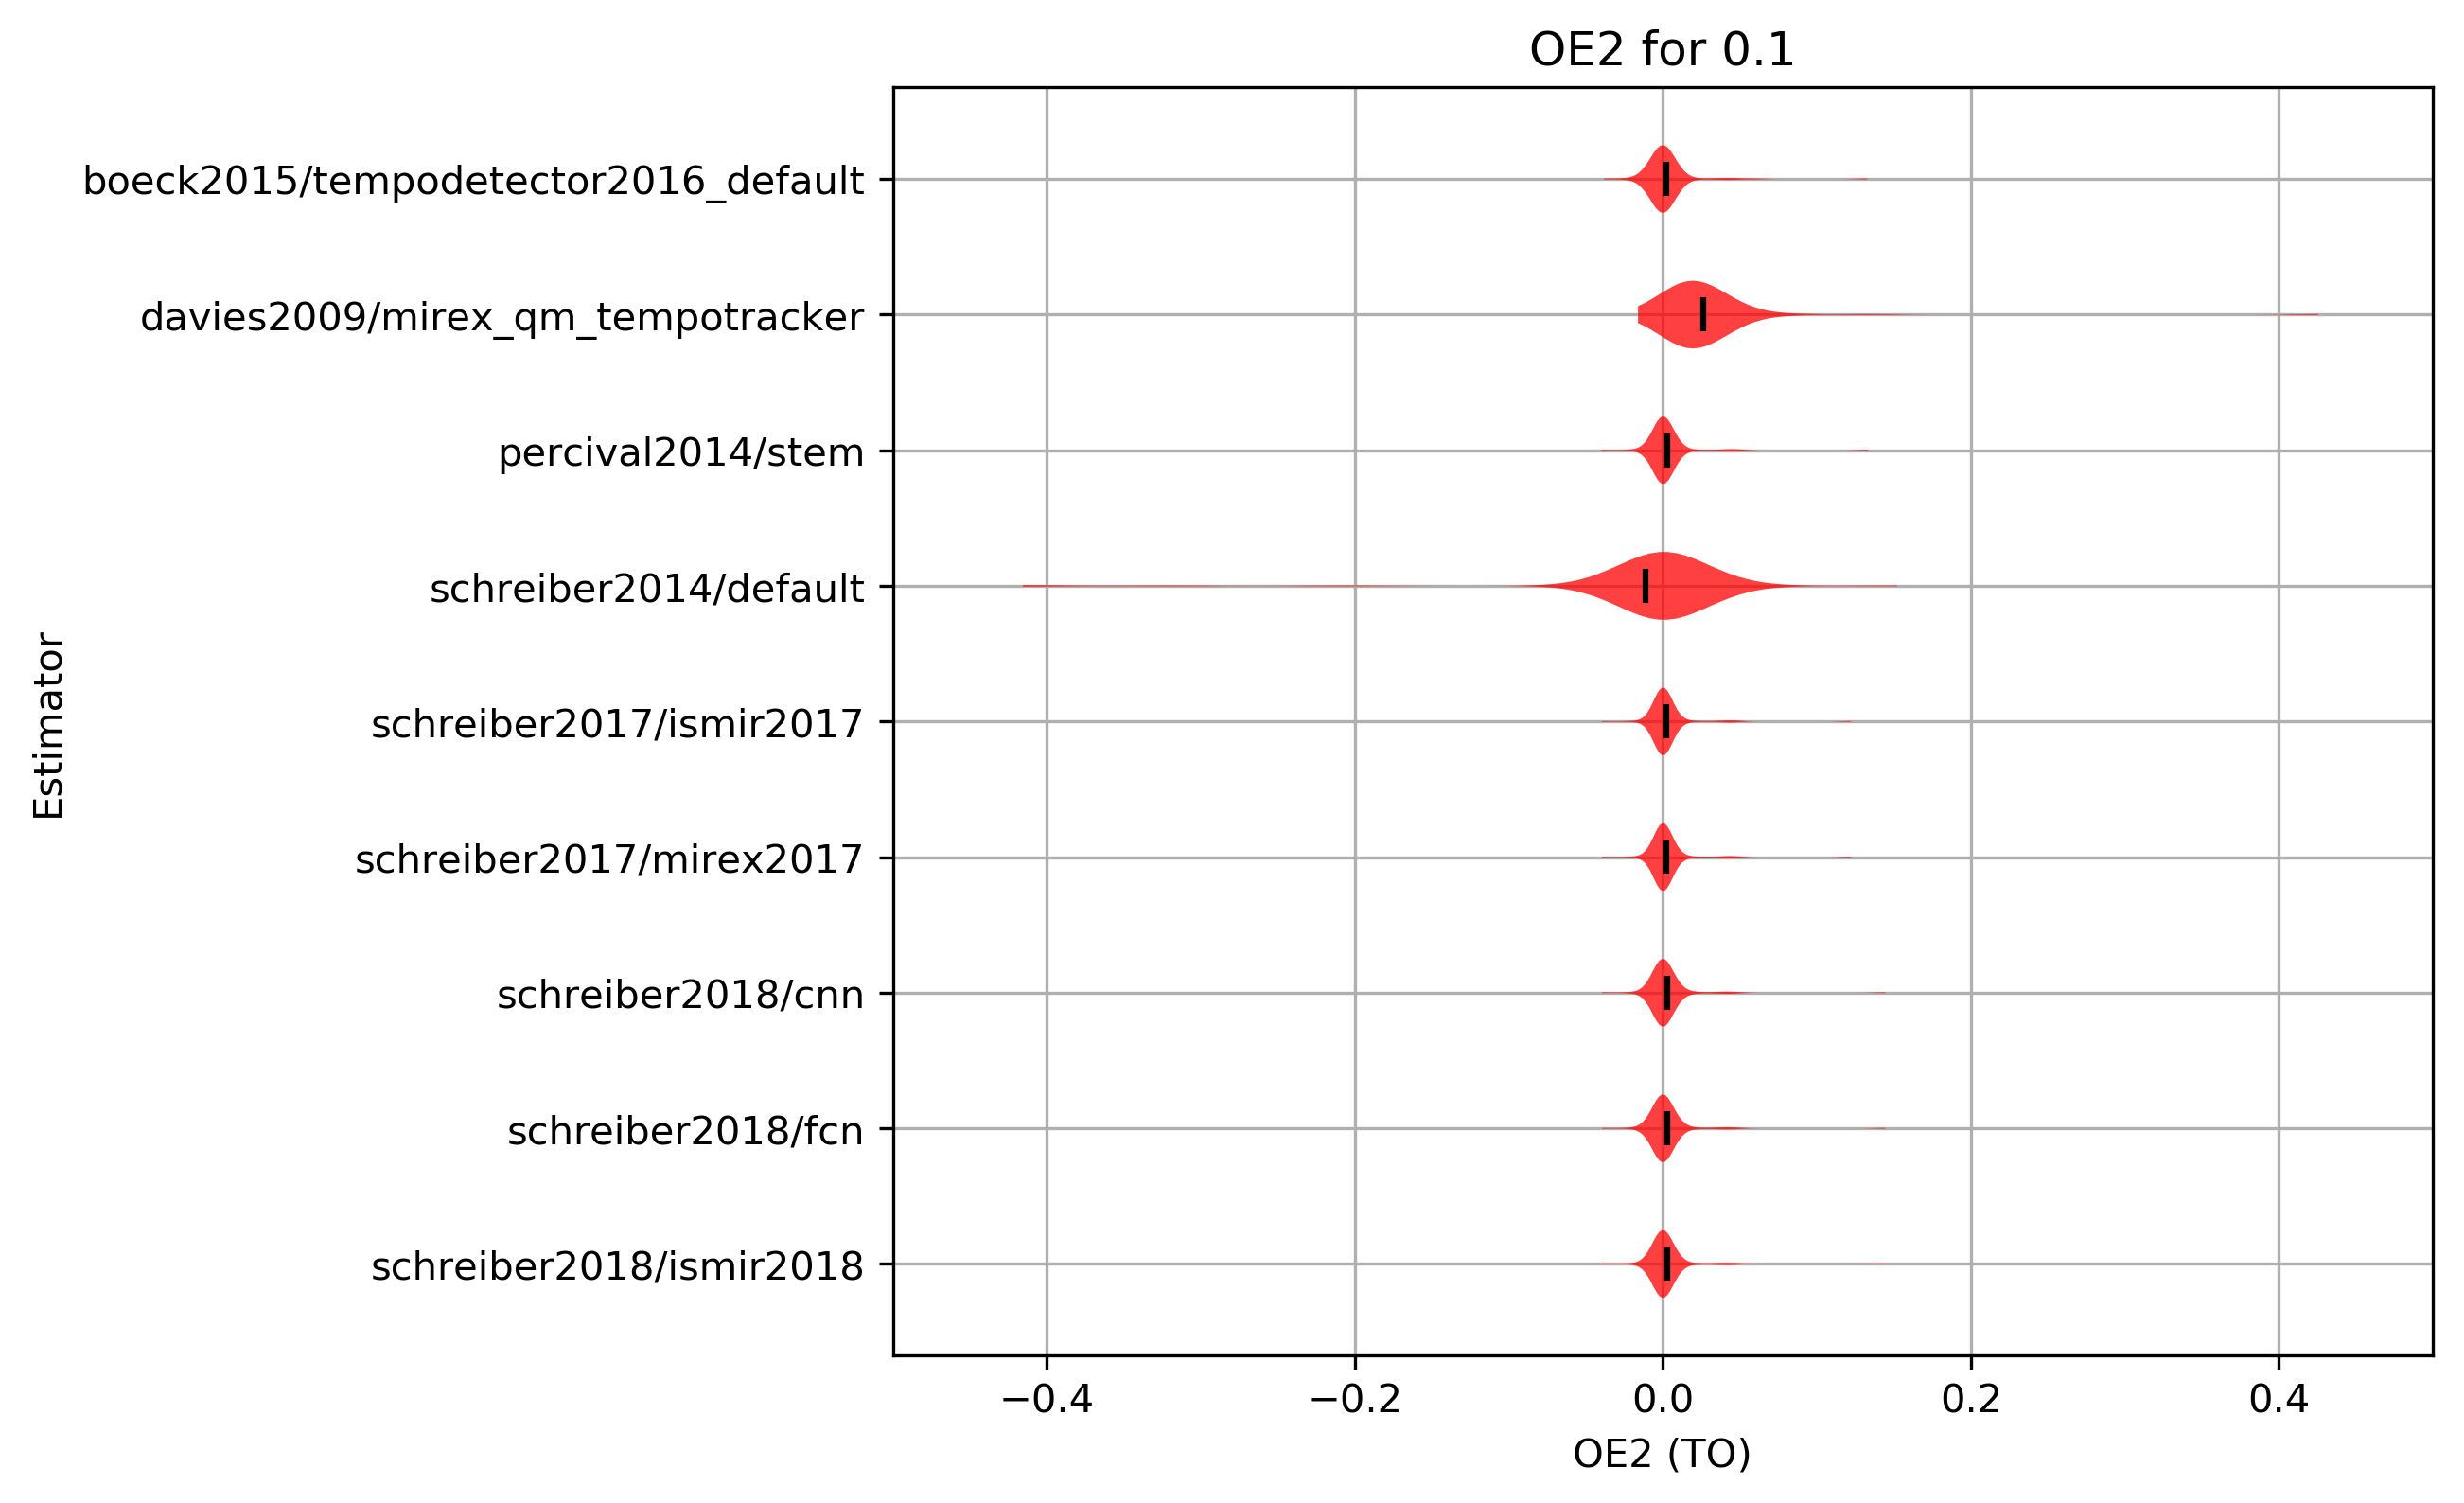 OE2 for 0.1
boeck2015/tempodetector2016_default
davies2009/mirex_qm_tempotracker
percival2014/stem
schreiber2014/default
schreiber2017/ismir2017
schreiber2017/mirex2017
schreiber2018/cnn
schreiber2018/fcn
schreiber2018/ismir2018
Estimator
−0.4 −0.2 0.0 0.2 0.4
OE2 (TO)